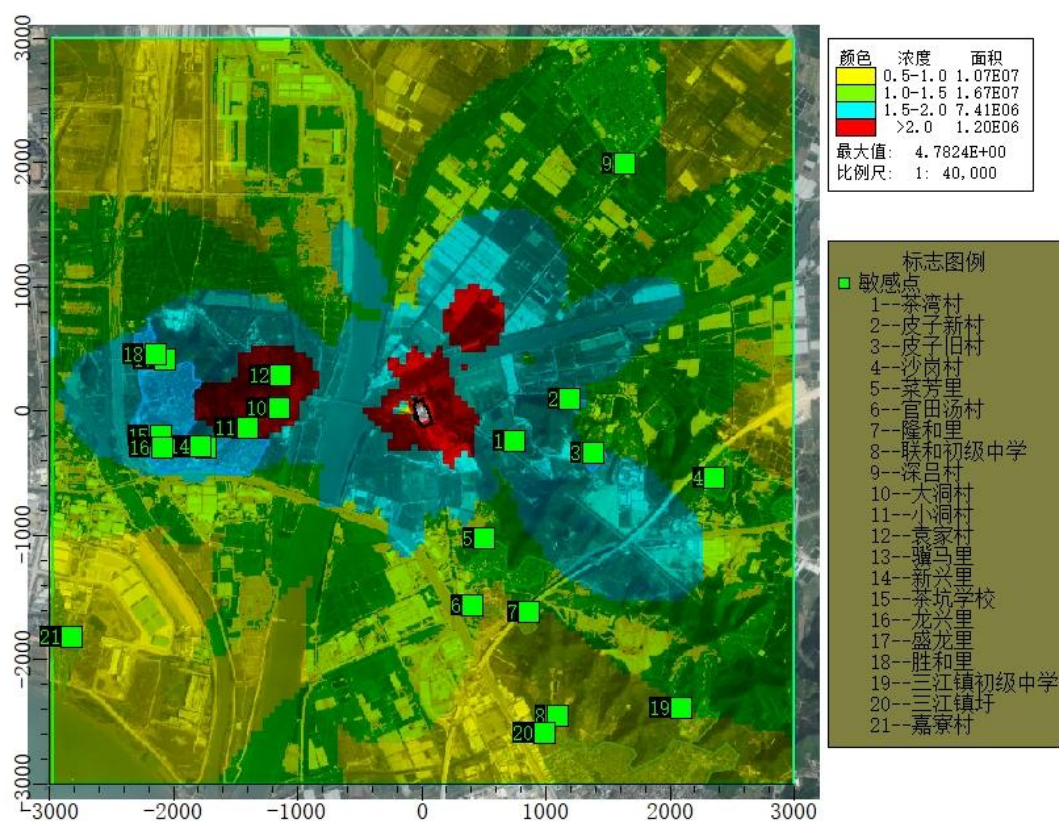 颜色 浓度 面积
0.5-1.0 1.07E07
1.0-1.5 1.67E07
1.5-2.0 7.41E06
>2.0 1.20E06
最大值: 4.7824E+00
比例尺: 1: 40,000
标志图例
敏感点
1--茶湾村
2--皮子新村
3--皮子旧村
4--沙岗村
5--菜芳里
6--官田汤村
7--隆和里
8--联和初级中学
9--深吕村
10--大洞村
11--小洞村
12--袁家村
13--骥马里
14--新兴里
15--茶坑学校
16--龙兴里
17--盛龙里
18--胜和里
19--三江镇初级中学
20--三江镇圩
21--嘉寮村
3000
2000
1000
0
-1000
-2000
-3000
-3000 -2000 -1000 0 1000 2000 3000
9
18
12
10
11
15
16
14
2
1
3
4
5
6
7
21
8
19
20